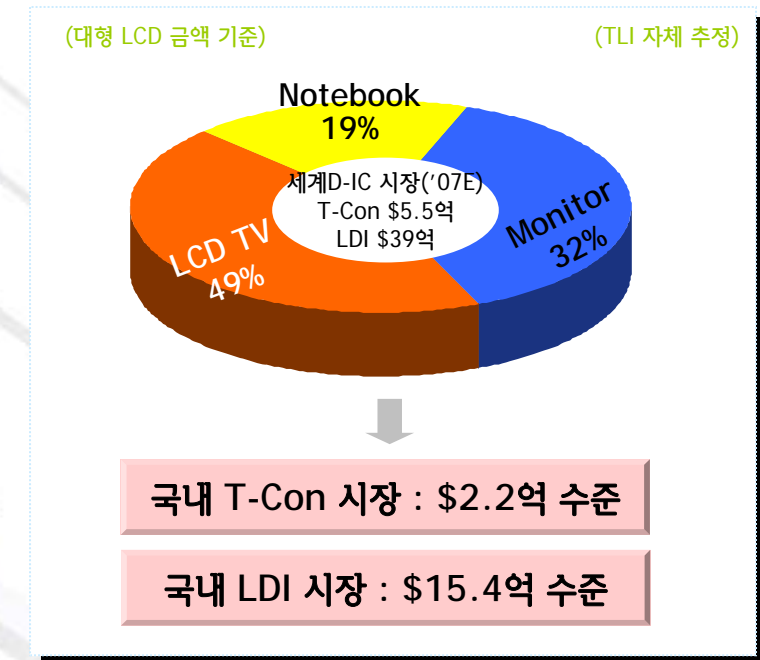 (대형 LCD 금액 기준)
(TLI 자체 추정)
Notebook
19%
세계D-IC 시장('07E)
T-Con $5.5억
LDI $39억
Monitor
32%
LCD TV
49%
국내 T-Con 시장 : $2.2억 수준
국내 LDI 시장 : $15.4억 수준